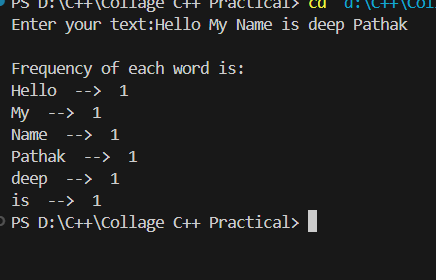 PS D:\C++\Collage C++ Practical> cd "d:\C++\Coll
Enter your text:Hello My Name is deep Pathak
Frequency of each word is:
Hello --> 1
My --> 1
Name --> 1
Pathak --> 1
deep --> 1
is --> 1
PS D:\C++\Collage C++ Practical>